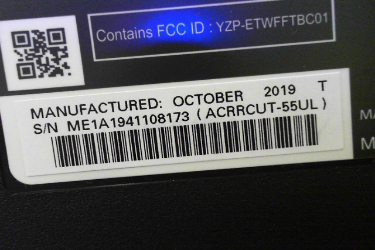 Contains FCC ID : YZP-ETWFFTBC01
MANUFACTURED: OCTOBER 2019 T
S/N ME1A1941108173 ( ACRRCUT-55UL )